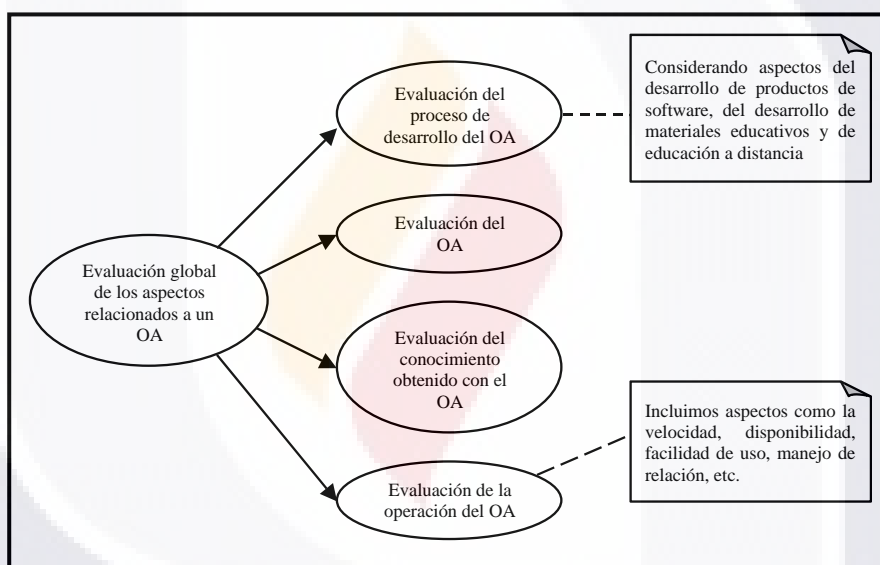 Evaluación global
de los aspectos
relacionados a un
OA
Evaluación del
proceso de
desarrollo del OA
Evaluación del
OA
Evaluación del
conocimiento
obtenido con el
OA
Evaluación de la
operación del OA
Considerando aspectos del
desarrollo de productos de
software, del desarrollo de
materiales educativos y de
educación a distancia
Incluimos aspectos como la
velocidad, disponibilidad,
facilidad de uso, manejo de
relación, etc.